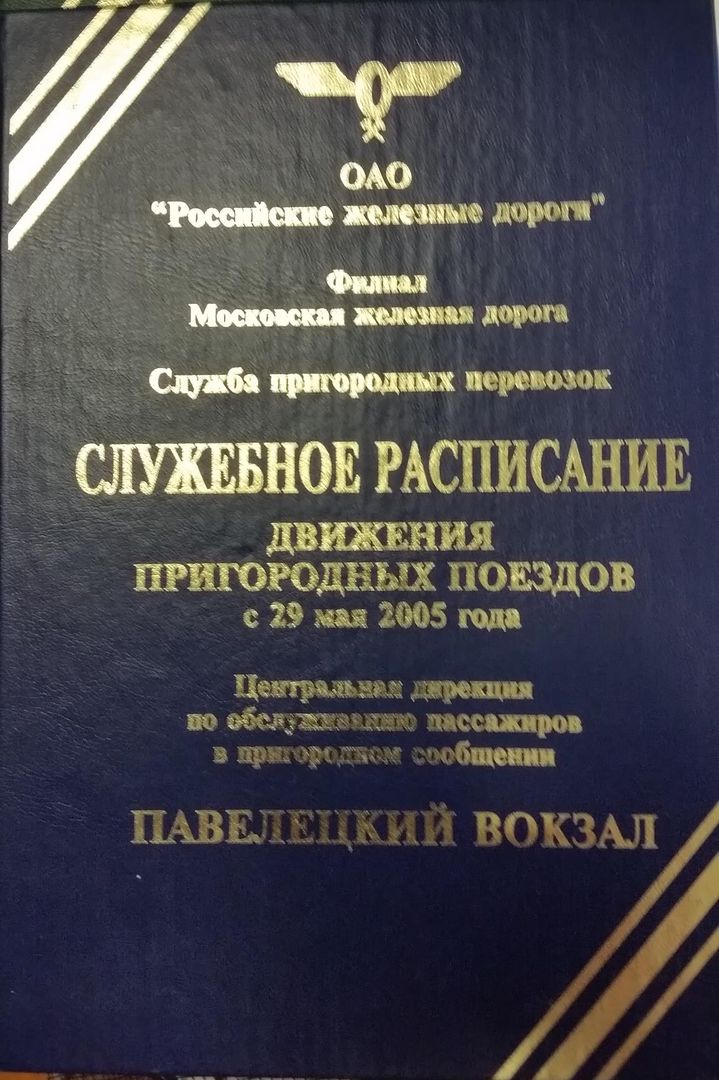 ОАО
“Российские железные дороги”
Филиал
Московская железная дорога
Служба пригородных перевозок
СЛУЖЕБНОЕ РАСПИСАНИЕ
ДВИЖЕНИЯ
ПРИГОРОДНЫХ ПОЕЗДОВ
с 29 мая 2005 года
Центральная дирекция
по обслуживанию пассажиров
в пригородном сообщении
ПАВЕЛЕЦКИЙ ВОКЗАЛ